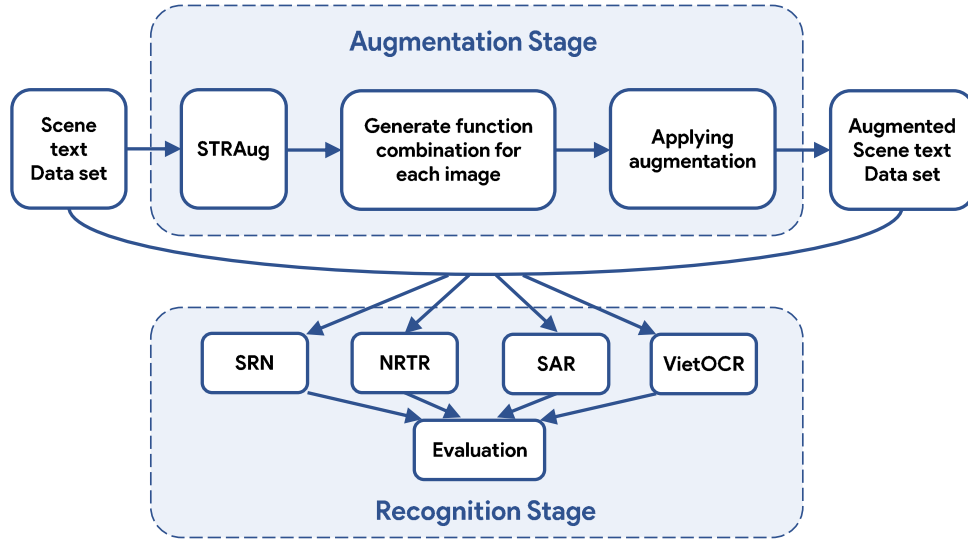 Augmentation Stage
Scene
text
Data set
STRAug
Generate function
combination for
each image
Applying
augmentation
Augmented
Scene text
Data set
SRN
NRTR
SAR
VietOCR
Evaluation
Recognition Stage